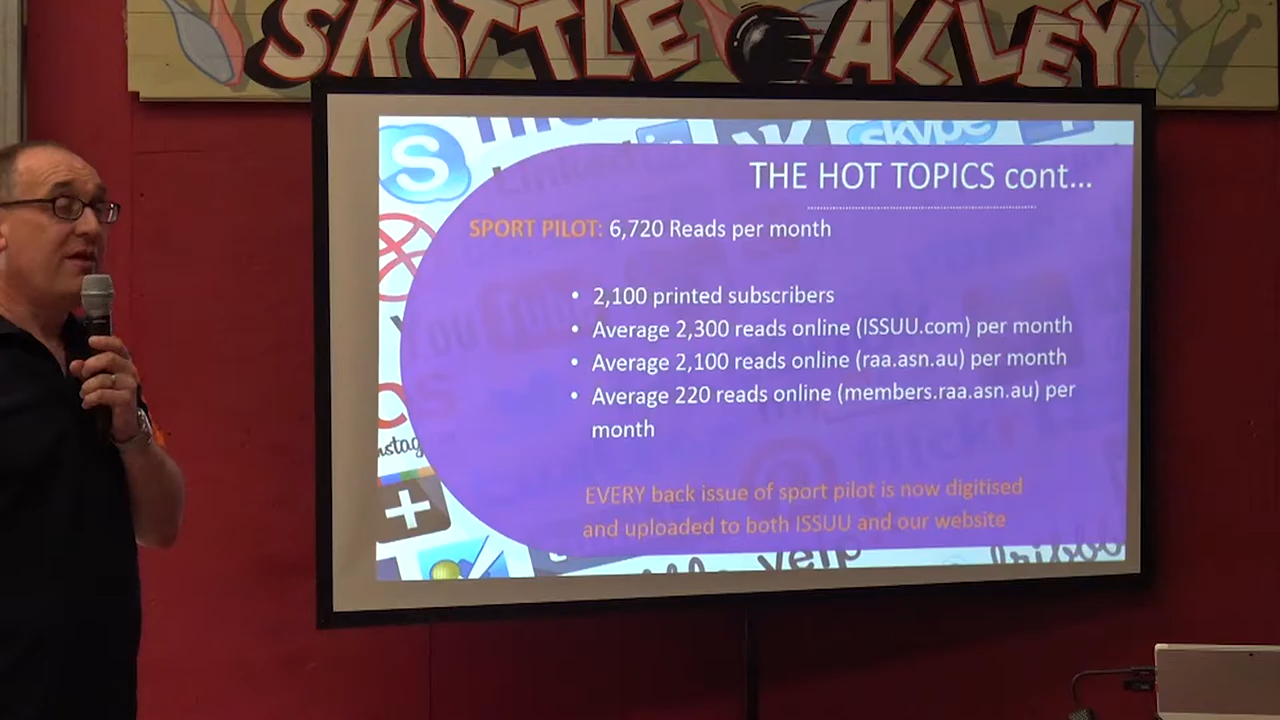 SKITTLE ALLEY
skype
THE HOT TOPICS cont...
SPORT PILOT: 6,720 Reads per month
• 2,100 printed subscribers
• Average 2,300 reads online (ISSUU.com) per month
• Average 2,100 reads online (raa.asn.au) per month
• Average 220 reads online (members.raa.asn.au) per
month
EVERY back issue of sport pilot is now digitised
and uploaded to both ISSUU and our website
yelp